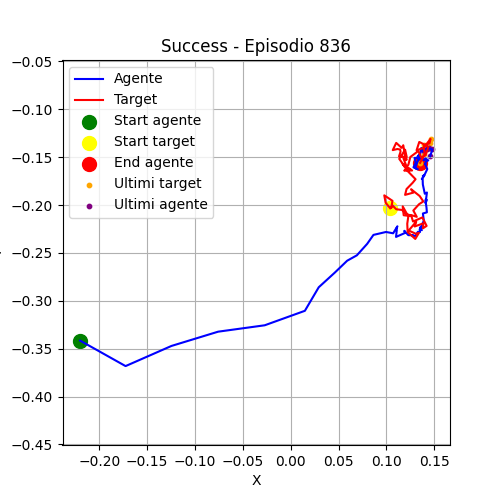 Success - Episodio 836
Agente
Target
Start agente
Start target
End agente
Ultimi target
Ultimi agente
−0.05
−0.10
−0.15
−0.20
−0.25
−0.30
−0.35
−0.40
−0.45
−0.20 −0.15 −0.10 −0.05 0.00 0.05 0.10 0.15
X